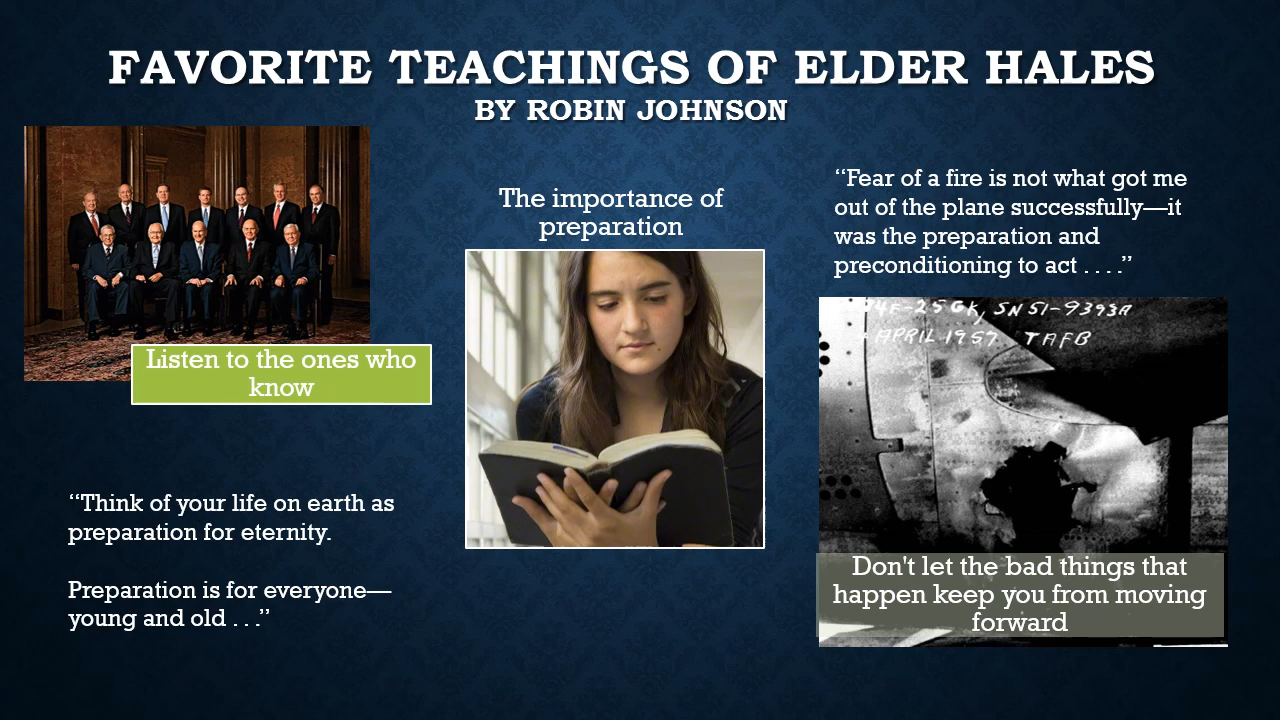 FAVORITE TEACHINGS OF ELDER HALES
BY ROBIN JOHNSON
Listen to the ones who
know
“Think of your life on earth as
preparation for eternity.
Preparation is for everyone—
young and old . . .”
The importance of
preparation
“Fear of a fire is not what got me
out of the plane successfully—it
was the preparation and
preconditioning to act . . . .”
SN 51-9393A
APRIL 1957 TAFB
Don't let the bad things that
happen keep you from moving
forward